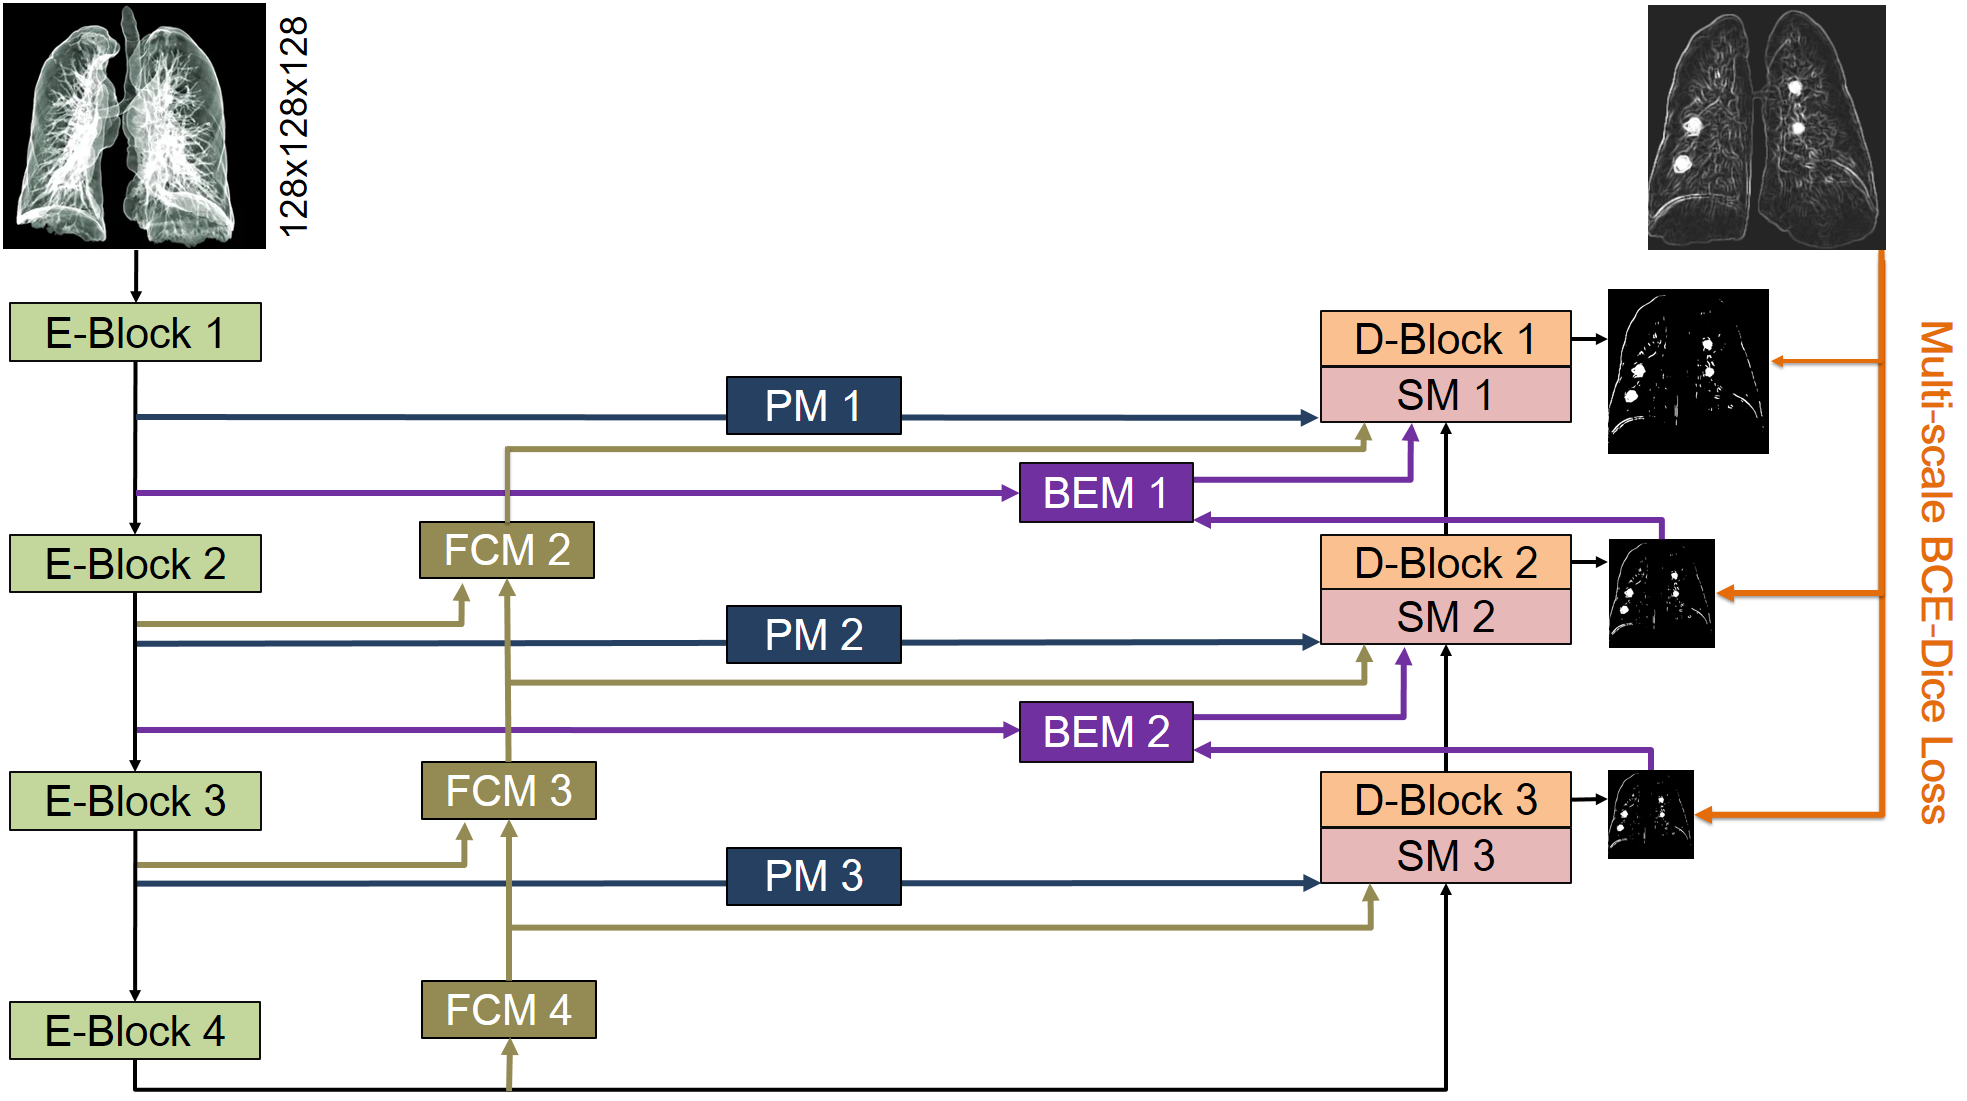 128x128x128
E-Block 1
D-Block 1
PM 1
SM 1
BEM 1
FCM 2
E-Block 2
D-Block 2
PM 2
SM 2
BEM 2
FCM 3
E-Block 3
D-Block 3
PM 3
SM 3
FCM 4
E-Block 4
Multi-scale BCE-Dice Loss